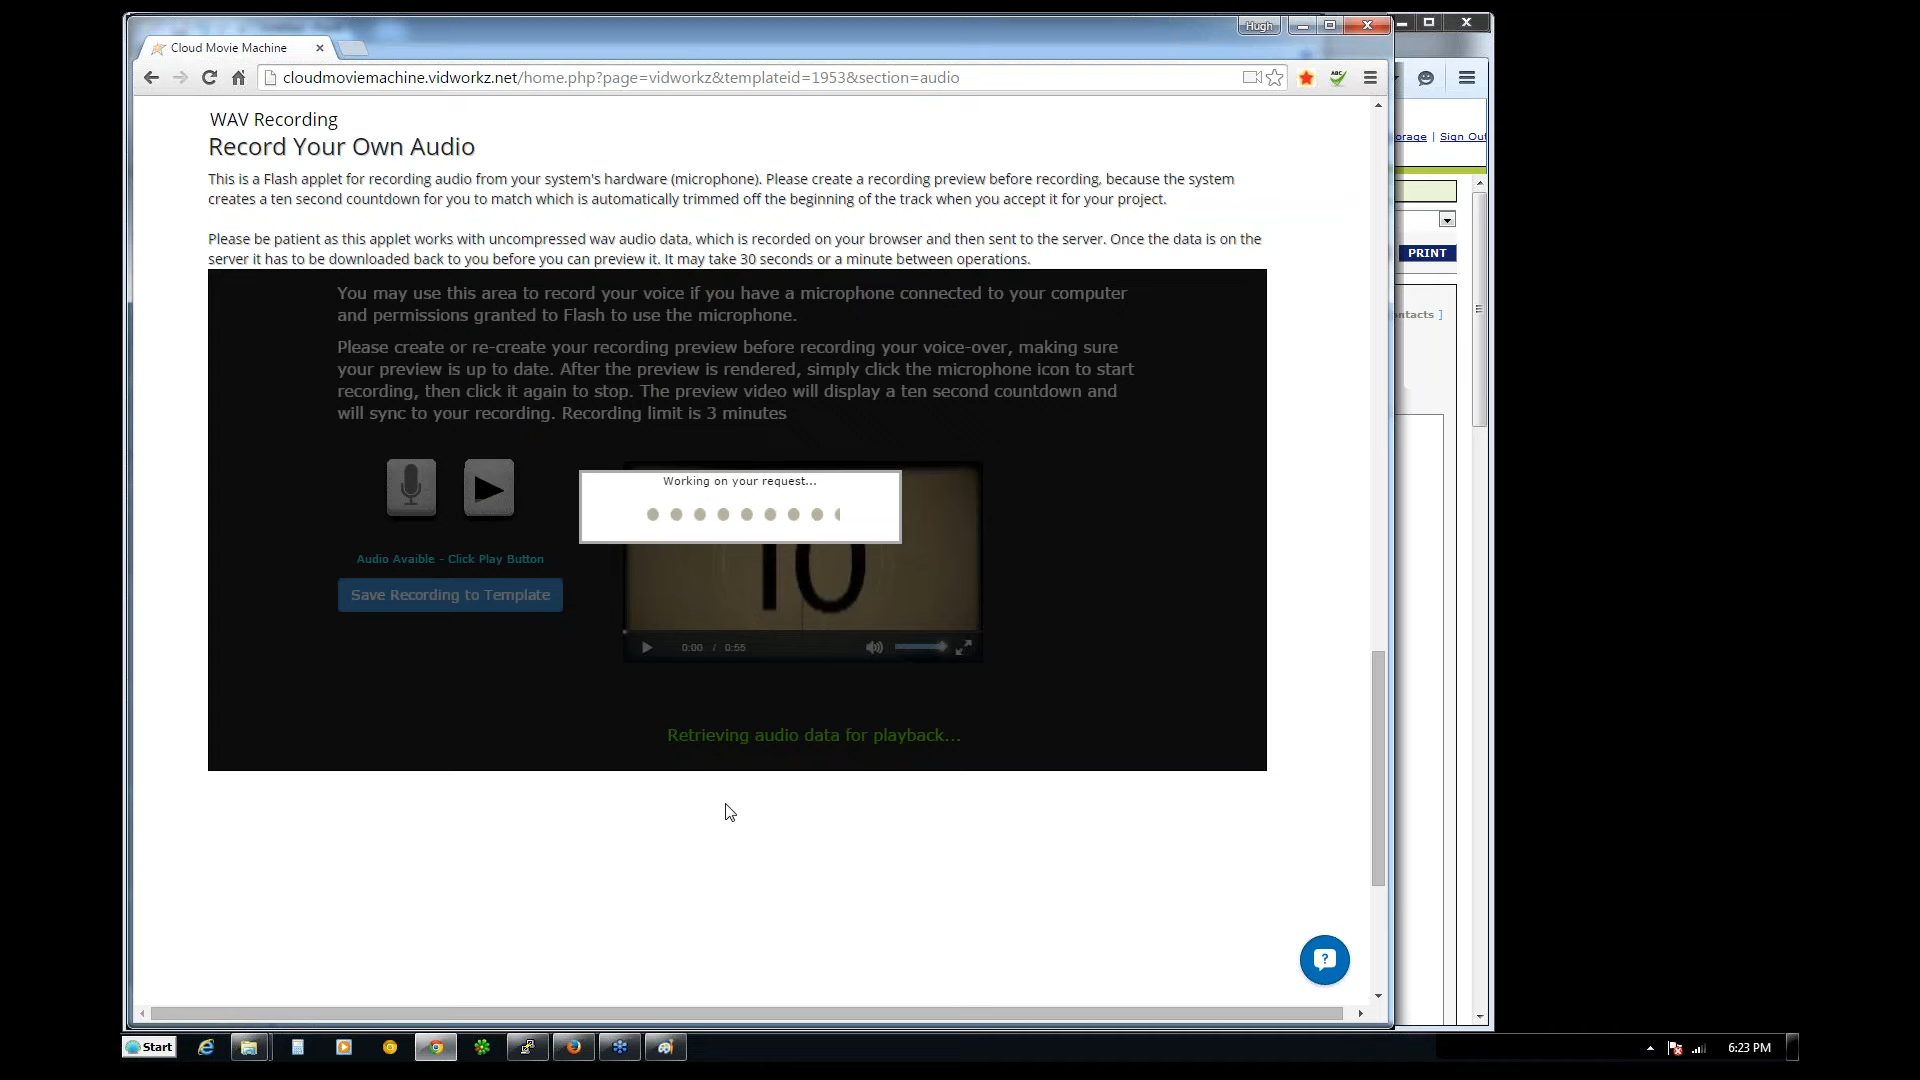 Hugh
Cloud Movie Machine
cloudmoviemachine.vidworkz.net/home.php?page=vidworkz&templateid=1953&section=audio
ABC
orage | Sign Out
PRINT
ntacts ]
WAV Recording
Record Your Own Audio
This is a Flash applet for recording audio from your system's hardware (microphone). Please create a recording preview before recording, because the system
creates a ten second countdown for you to match which is automatically trimmed off the beginning of the track when you accept it for your project.
Please be patient as this applet works with uncompressed wav audio data, which is recorded on your browser and then sent to the server. Once the data is on the
server it has to be downloaded back to you before you can preview it. It may take 30 seconds or a minute between operations.
You may use this area to record your voice if you have a microphone connected to your computer
and permissions granted to Flash to use the microphone.
Please create or re-create your recording preview before recording your voice-over, making sure
your preview is up to date. After the preview is rendered, simply click the microphone icon to start
recording, then click it again to stop. The preview video will display a ten second countdown and
will sync to your recording. Recording limit is 3 minutes
Working on your request...
10
Audio Avaible - Click Play Button
Save Recording to Template
0:00 / 0:55
Retrieving audio data for playback...
?
Start
6:23 PM